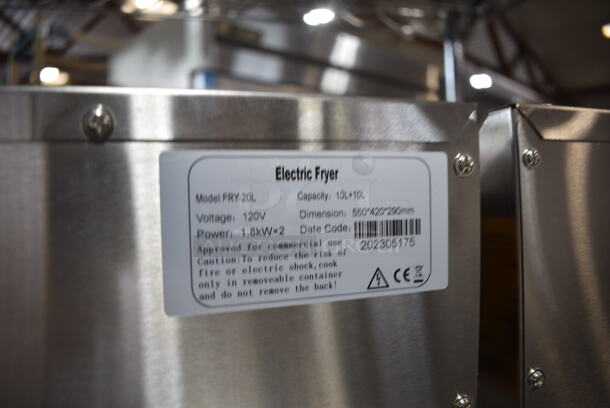 Electric Fryer
Model:FRY-20L Capacity: 10L+10L
Voltage: 120V Dimension: 560*420*290mm
Power: 1.8kW×2 Date Code:
202305175
Approved for commercial use
Caution:To reduce the risk of
fire or electric shock,cook
only in removeable container
and do not remove the back!
CE